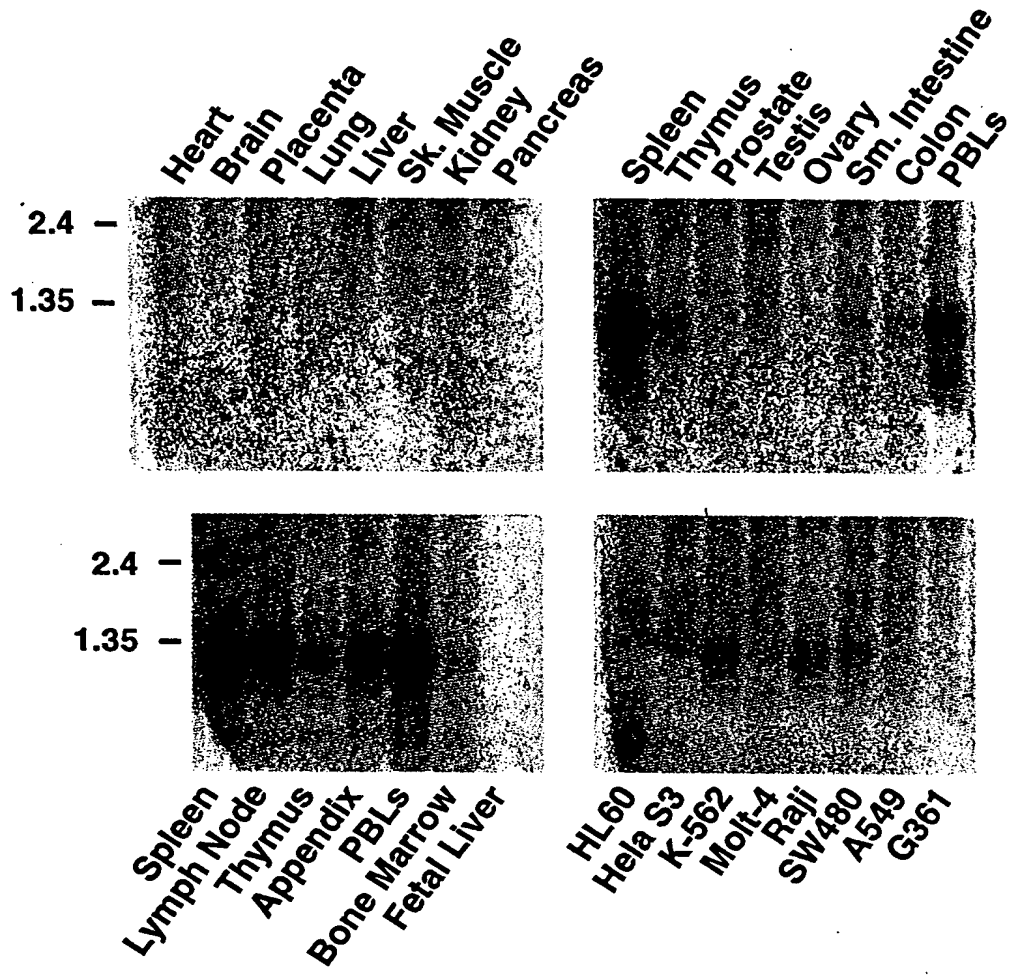 Heart
Brain
Placenta
Lung
Liver
Sk. Muscle
Kidney
Pancreas
Spleen
Thymus
Prostate
Testis
Ovary
Sm. Intestine
Colon
PBLs
2.4
1.35
2.4
1.35
Spleen
Lymph Node
Thymus
Appendix
PBLs
Bone Marrow
Fetal Liver
HL60
Hela S3
K-562
Molt-4
Raji
SW480
A549
G361